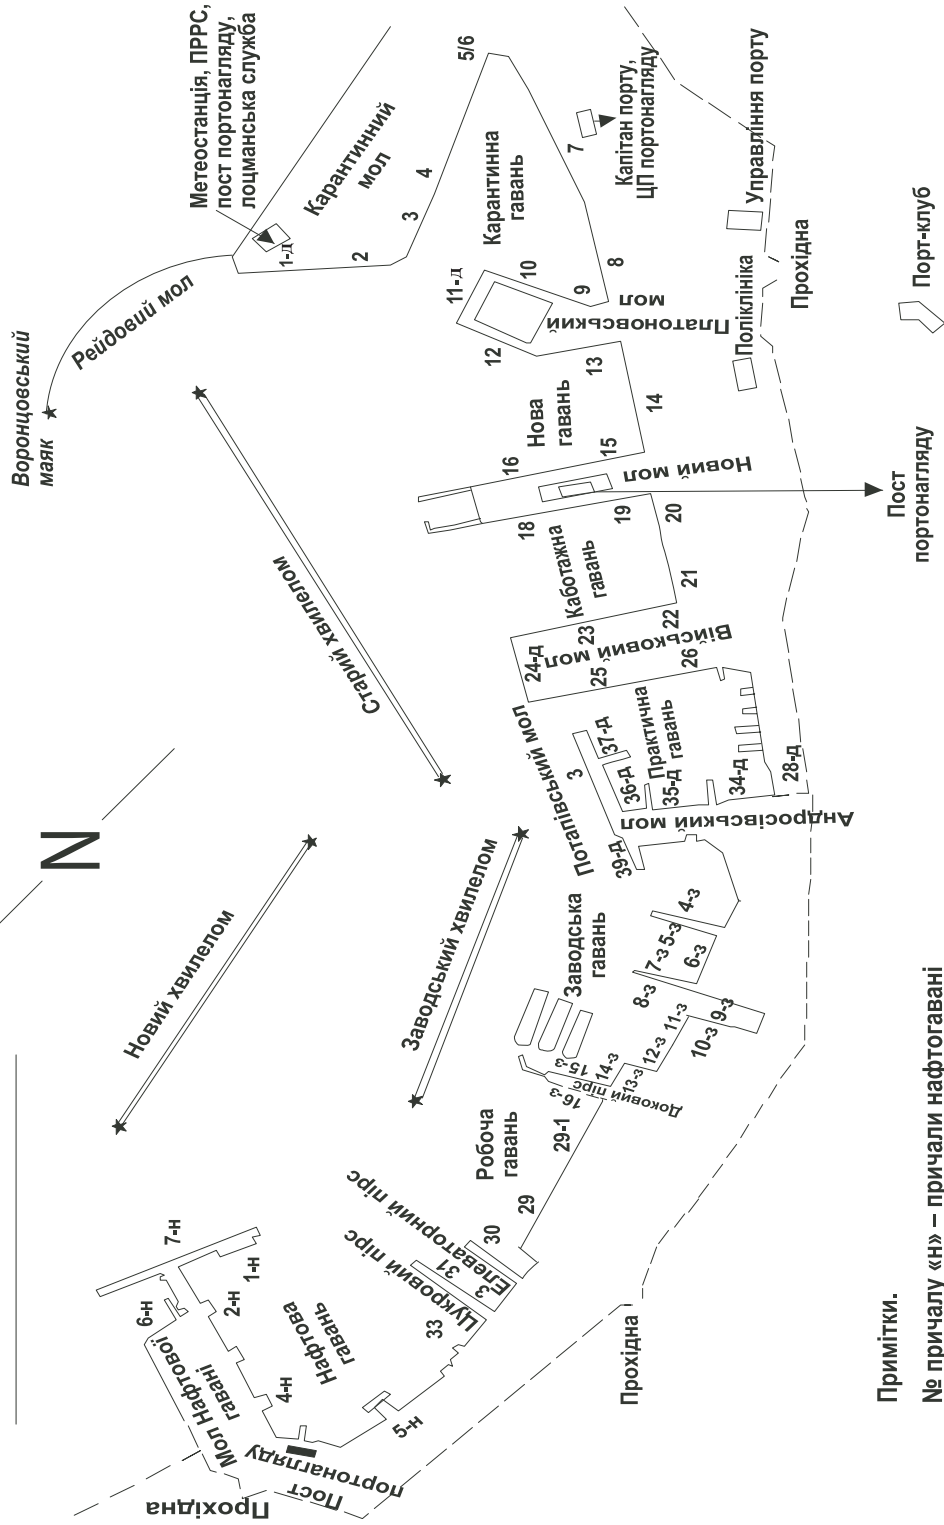 N
Воронцовський
маяк
Рейдовий мол
Метеостанція, ПРРС,
пост портонагляду,
лоцманська служба
Карантинний
мол
1-д
2
3
4
5/6
Карантинна
гавань
7
Капітан порту,
ЦП портонагляду
8
9
10
11-д
Платоновський
мол
12
13
14
Нова
гавань
15
16
Новий мол
18
19
20
Каботажна
гавань
21
22
23
24-д
Військовий мол
25
26
Практична
гавань
28-д
34-д
35-д
36-д
37-д
3
39-д
Потапівський мол
Андросівський мол
Управління порту
Прохідна
Поліклініка
Порт-клуб
Пост
портонагляду
Старий хвилелом
Новий хвилелом
Заводський хвилелом
Заводська
гавань
4-з
5-з
6-з
7-з
8-з
9-з
10-з
11-з
12-з
13-з
14-з
15-з
16-з
Доковий пірс
Робоча
гавань
29-1
29
30
Елеваторний пірс
31
3
Цукровий пірс
33
Нафтова
гавань
7-н
1-н
2-н
6-н
4-н
5-н
Мол Нафтової
гавані
Пост
портонагляду
Прохідна
Прохідна
Примітки.
№ причалу «н» – причали нафтогавані